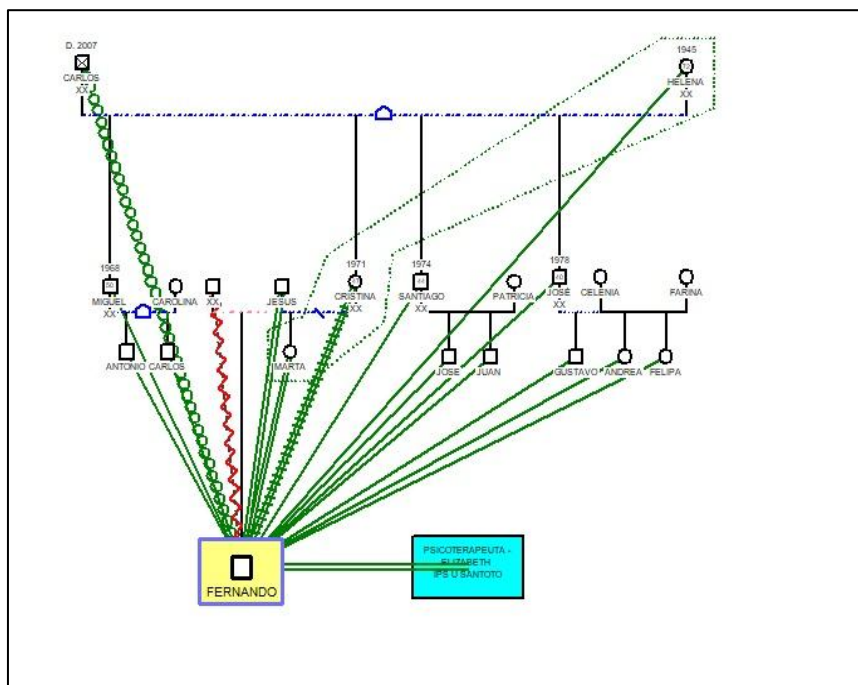 D. 2007
CARLOS
XX
1945
HELENA
XX
1968
MIGUEL
XX
CAROLINA
XX
JESUS
1971
CRISTINA
XX
1974
SANTIAGO
XX
PATRICIA
1978
JOSÉ
XX
CELENIA
FARINA
ANTONIO
CARLOS
MARTA
JOSE
JUAN
GUSTAVO
ANDREA
FELIPA
FERNANDO
PSICOTERAPEUTA -
ELIZABETH
IPS U SANTOTO